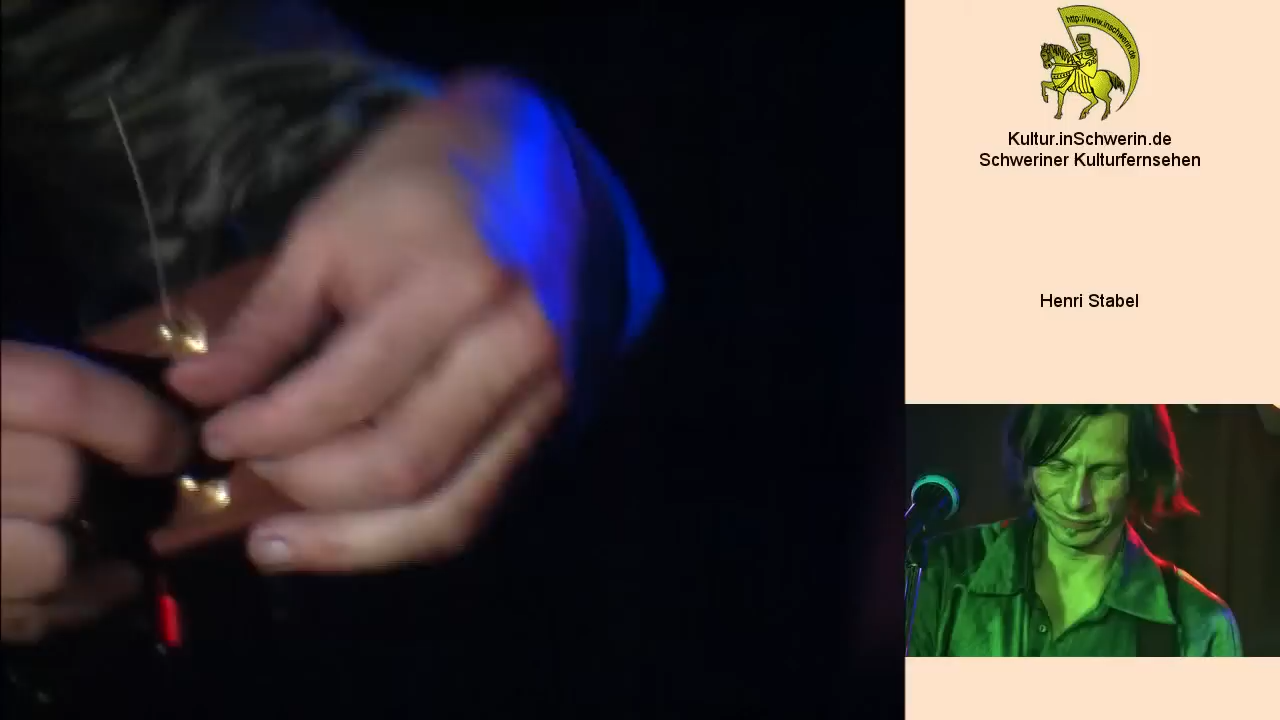 http://www.inschwerin.de
Kultur.inSchwerin.de
Schweriner Kulturfernsehen
Henri Stabel